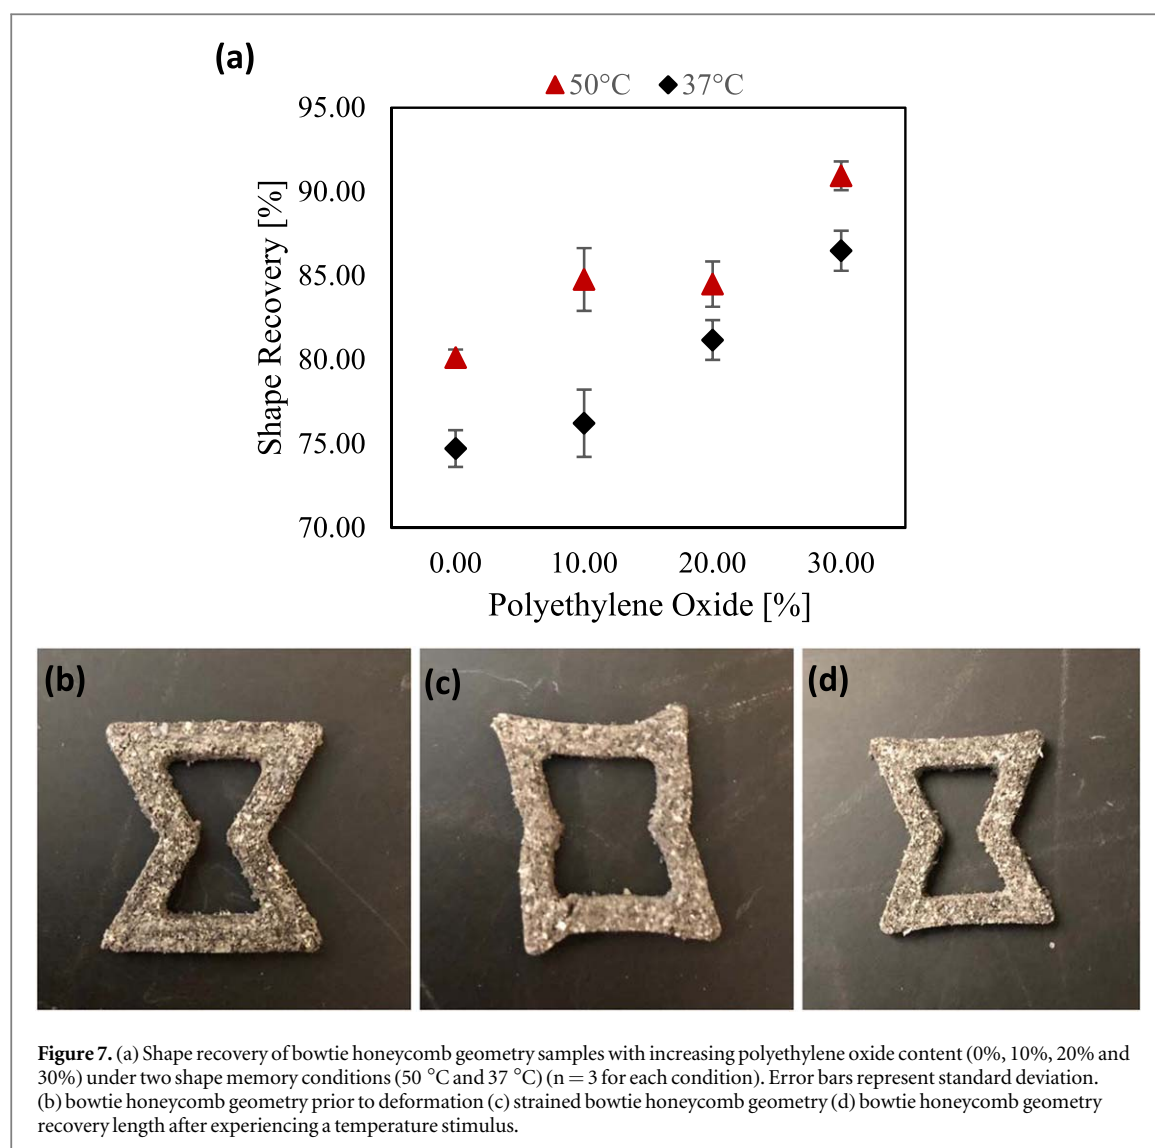 (a)
50°C 37°C
95.00
90.00
85.00
80.00
75.00
70.00
Shape Recovery [%]
0.00 10.00 20.00 30.00
Polyethylene Oxide [%]
(b) (c) (d)
Figure 7. (a) Shape recovery of bowtie honeycomb geometry samples with increasing polyethylene oxide content (0%, 10%, 20% and
30%) under two shape memory conditions (50 °C and 37 °C) (n = 3 for each condition). Error bars represent standard deviation.
(b) bowtie honeycomb geometry prior to deformation (c) strained bowtie honeycomb geometry (d) bowtie honeycomb geometry
recovery length after experiencing a temperature stimulus.